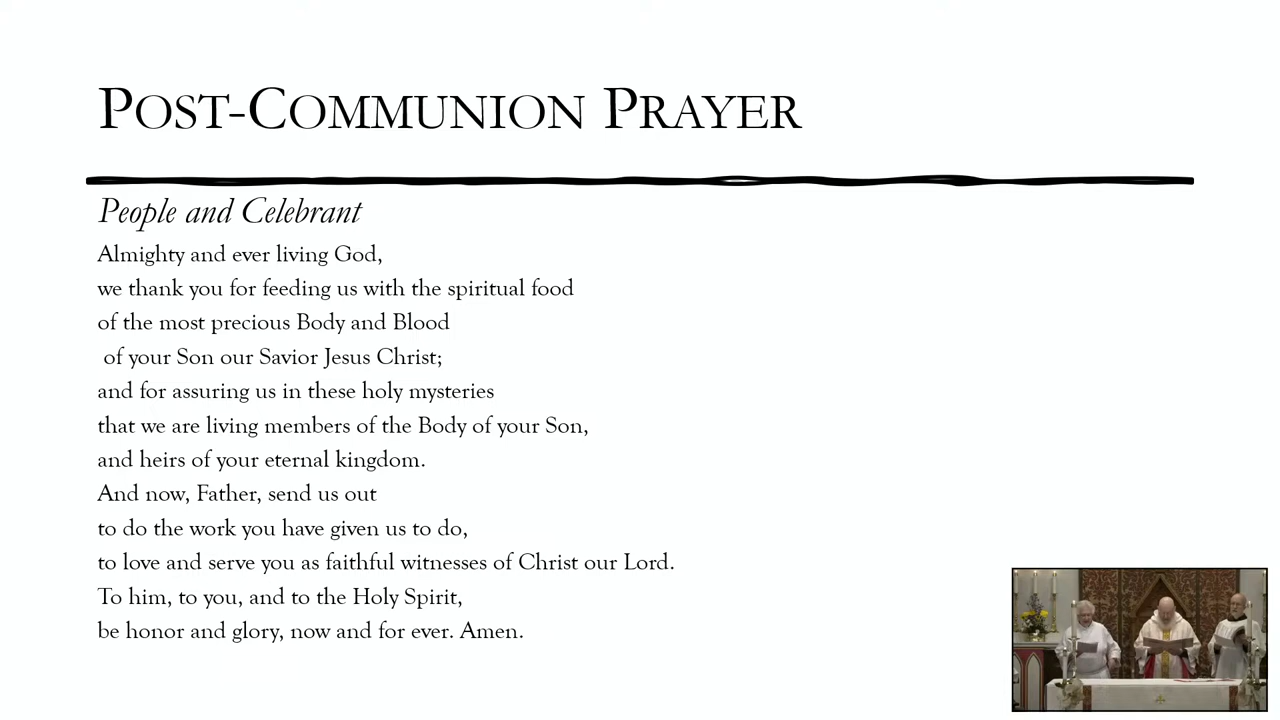 Post-Communion Prayer
People and Celebrant
Almighty and ever living God,
we thank you for feeding us with the spiritual food
of the most precious Body and Blood
of your Son our Savior Jesus Christ;
and for assuring us in these holy mysteries
that we are living members of the Body of your Son,
and heirs of your eternal kingdom.
And now, Father, send us out
to do the work you have given us to do,
to love and serve you as faithful witnesses of Christ our Lord.
To him, to you, and to the Holy Spirit,
be honor and glory, now and for ever. Amen.